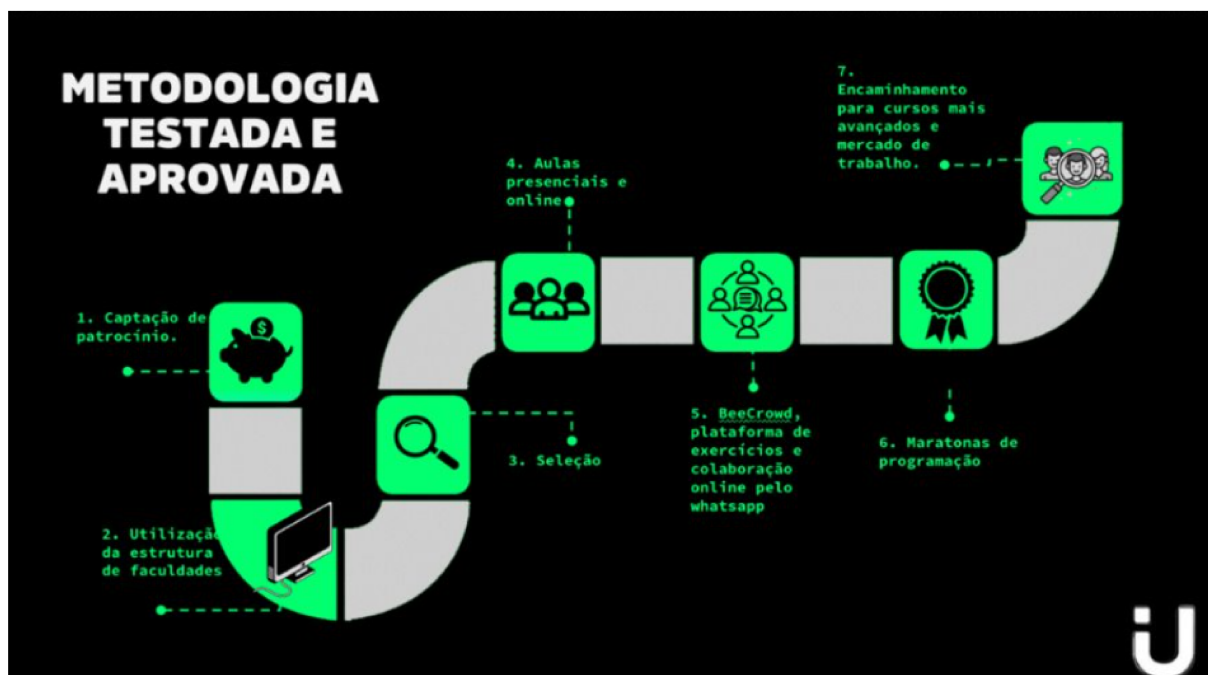 METODOLOGIA
TESTADA E
APROVADA
1. Captação de
patrocínio.
2. Utilização
da estrutura
de faculdades
3. Seleção
4. Aulas
presenciais e
online
5. BeeCrowd,
plataforma de
exercícios e
colaboração
online pelo
whatsapp
6. Maratonas de
programação
7.
Encaminhamento
para cursos mais
avançados e
mercado de
trabalho.
$
iU